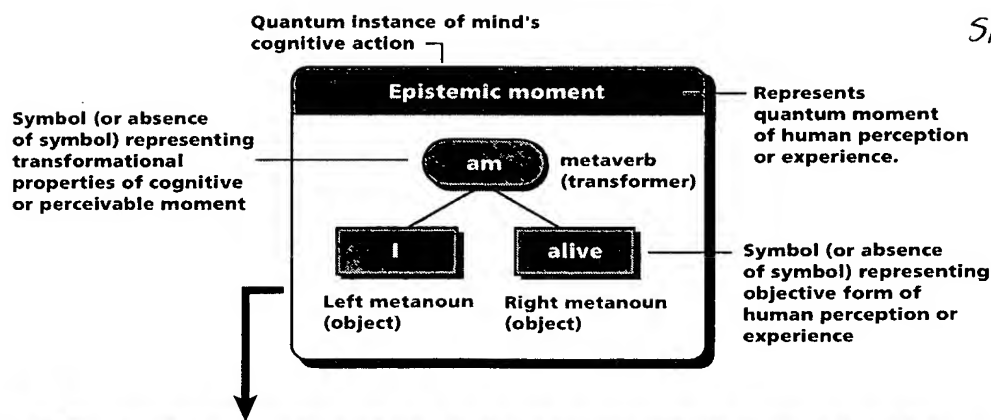 Quantum instance of mind's
cognitive action
Epistemic moment
Represents
quantum moment
of human perception
or experience.
Symbol (or absence
of symbol) representing
transformational
properties of cognitive
or perceivable moment
am
metaverb
(transformer)
I
alive
Left metanoun
(object)
Right metanoun
(object)
Symbol (or absence
of symbol) representing
objective form of
human perception or
experience